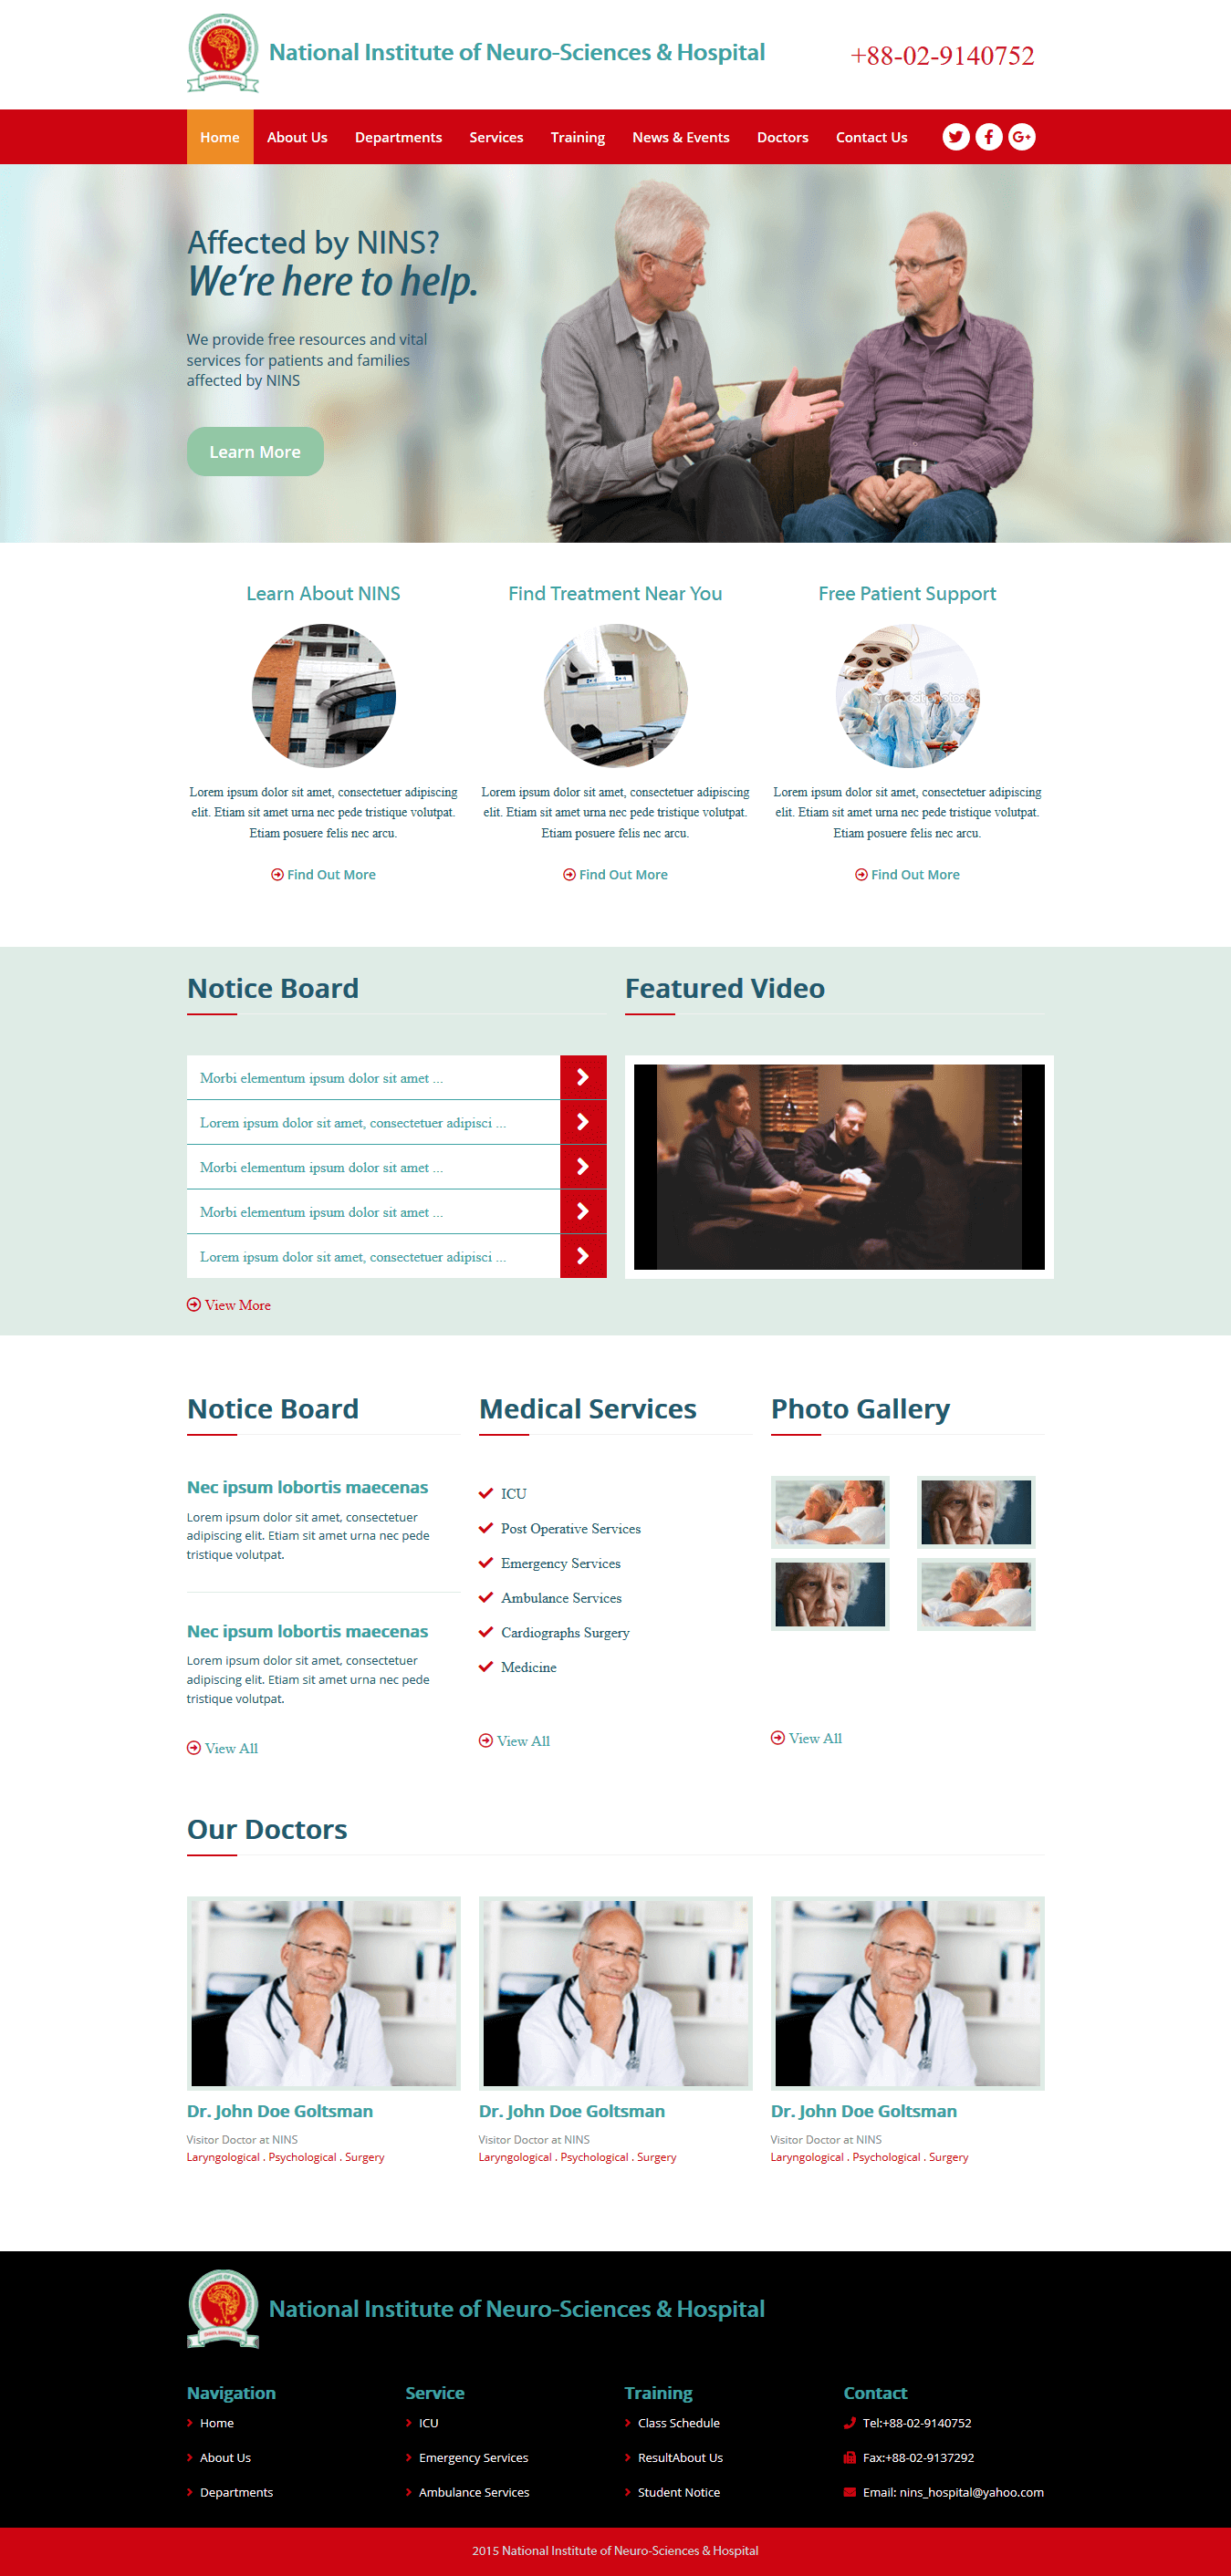 National Institute of Neuro-Sciences & Hospital
+88-02-9140752
Home
About Us
Departments
Services
Training
News & Events
Doctors
Contact Us
Affected by NINS?
We're here to help.
We provide free resources and vital
services for patients and families
affected by NINS
Learn More
Learn About NINS
Find Treatment Near You
Free Patient Support
Lorem ipsum dolor sit amet, consectetuer adipiscing
elit. Etiam sit amet urna nec pede tristique volutpat.
Etiam posuere felis nec arcu.
Lorem ipsum dolor sit amet, consectetuer adipiscing
elit. Etiam sit amet urna nec pede tristique volutpat.
Etiam posuere felis nec arcu.
Lorem ipsum dolor sit amet, consectetuer adipiscing
elit. Etiam sit amet urna nec pede tristique volutpat.
Etiam posuere felis nec arcu.
Find Out More
Find Out More
Find Out More
Notice Board
Morbi elementum ipsum dolor sit amet ...
Lorem ipsum dolor sit amet, consectetuer adipisci ...
Morbi elementum ipsum dolor sit amet ...
Morbi elementum ipsum dolor sit amet ...
Lorem ipsum dolor sit amet, consectetuer adipisci ...
View More
Featured Video
Notice Board
Nec ipsum lobortis maecenas
Lorem ipsum dolor sit amet, consectetuer
adipiscing elit. Etiam sit amet urna nec pede
tristique volutpat.
Nec ipsum lobortis maecenas
Lorem ipsum dolor sit amet, consectetuer
adipiscing elit. Etiam sit amet urna nec pede
tristique volutpat.
View All
Medical Services
ICU
Post Operative Services
Emergency Services
Ambulance Services
Cardiographs Surgery
Medicine
View All
Photo Gallery
View All
Our Doctors
Dr. John Doe Goltsman
Visitor Doctor at NINS
Laryngological . Psychological . Surgery
Dr. John Doe Goltsman
Visitor Doctor at NINS
Laryngological . Psychological . Surgery
Dr. John Doe Goltsman
Visitor Doctor at NINS
Laryngological . Psychological . Surgery
National Institute of Neuro-Sciences & Hospital
Navigation
Home
About Us
Departments
Service
ICU
Emergency Services
Ambulance Services
Training
Class Schedule
ResultAbout Us
Student Notice
Contact
Tel:+88-02-9140752
Fax:+88-02-9137292
Email: nins_hospital@yahoo.com
2015 National Institute of Neuro-Sciences & Hospital